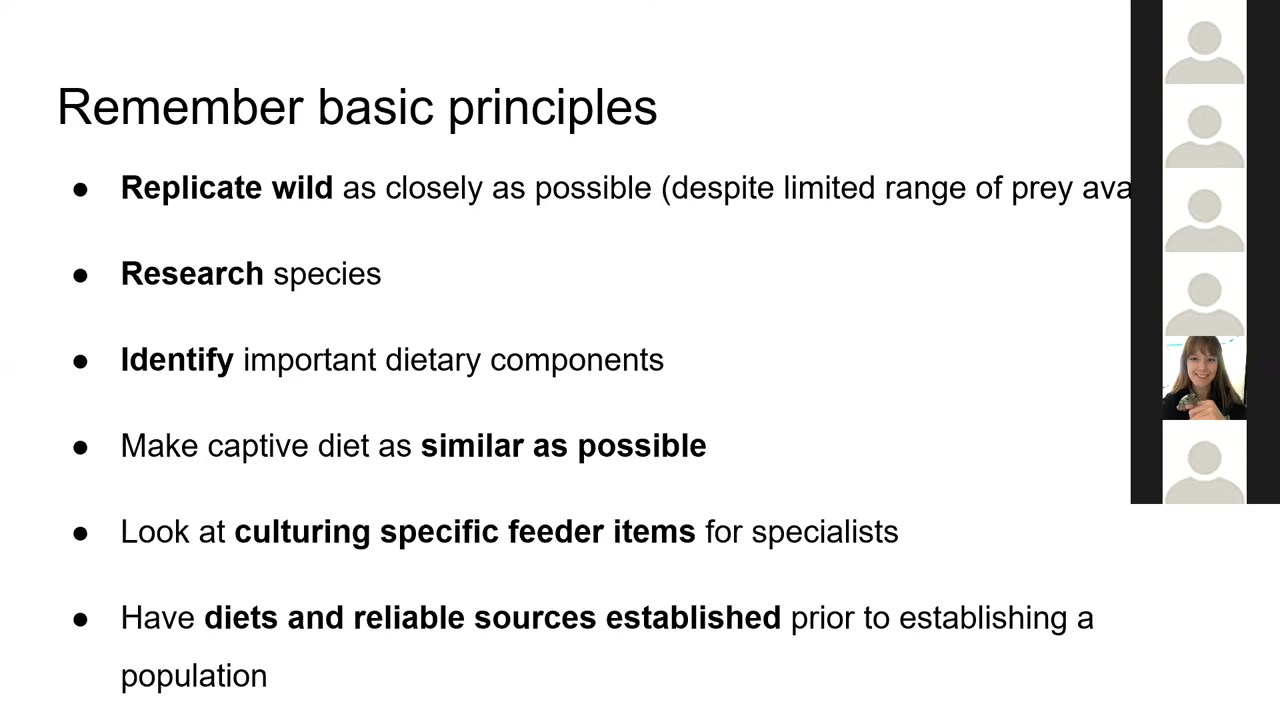 Remember basic principles
● Replicate wild as closely as possible (despite limited range of prey
● Research species
● Identify important dietary components
● Make captive diet as similar as possible
● Look at culturing specific feeder items for specialists
● Have diets and reliable sources established prior to establishing a
population